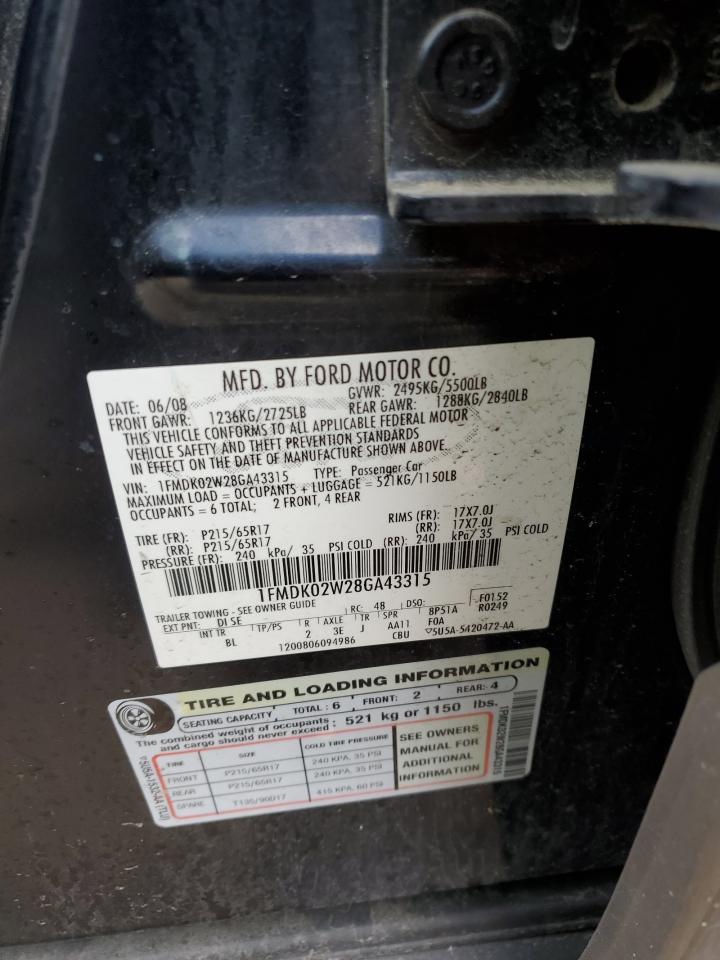 MFD. BY FORD MOTOR CO.
DATE: 06/08 GVWR: 2495KG/5500LB
FRONT GAWR: 1236KG/2725LB REAR GAWR: 1288KG/2840LB
THIS VEHICLE CONFORMS TO ALL APPLICABLE FEDERAL MOTOR
VEHICLE SAFETY AND THEFT PREVENTION STANDARDS
IN EFFECT ON THE DATE OF MANUFACTURE SHOWN ABOVE.
VIN: 1FMDK02W28GA43315 TYPE: Passenger Car
MAXIMUM LOAD = OCCUPANTS + LUGGAGE = 521KG/1150LB
OCCUPANTS = 6 TOTAL; 2 FRONT, 4 REAR
TIRE (FR): P215/65R17 RIMS (FR): 17X7.0J
(RR): P215/65R17 (RR): 17X7.0J
PRESSURE (FR): 240 kPa/ 35 PSI COLD (RR): 240 kPa/ 35 PSI COLD
1FMDK02W28GA43315
TRAILER TOWING - SEE OWNER GUIDE
EXT PNT: DI SE RC: 48 DSO: F0152
INT TR TP/PS R AXLE TR SPR 8P51A R0249
BL 2 3E J AA11 F0A
1200806094986 CBU ▽5U5A-5420472-AA
TIRE AND LOADING INFORMATION
SEATING CAPACITY TOTAL : 6 FRONT: 2 REAR: 4
The combined weight of occupants and cargo should never exceed : 521 kg or 1150 lbs.
TIRE SIZE COLD TIRE PRESSURE
FRONT P215/65R17 240 KPA, 35 PSI
REAR P215/65R17 240 KPA, 35 PSI
SPARE T135/90D17 415 KPA, 60 PSI
SEE OWNERS
MANUAL FOR
ADDITIONAL
INFORMATION
▽5U5A-1532-AA (TLU)